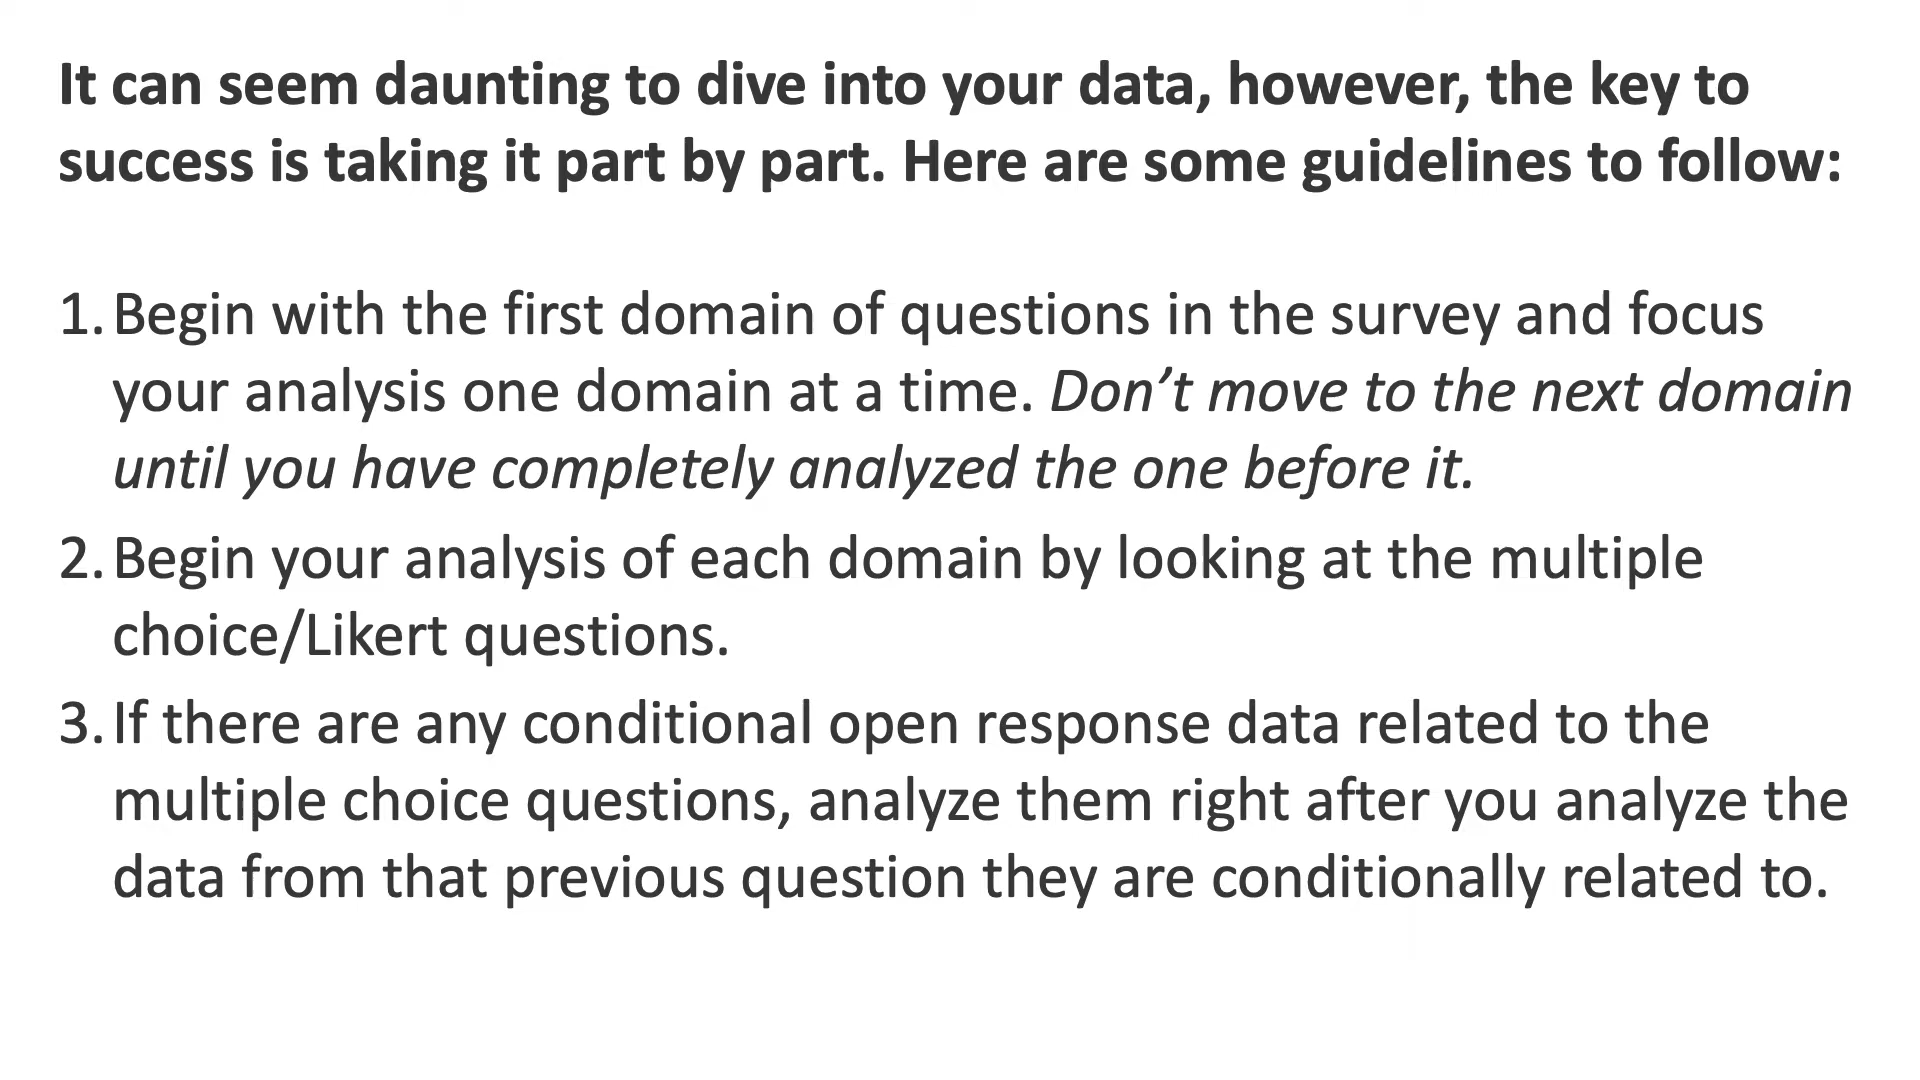 It can seem daunting to dive into your data, however, the key to
success is taking it part by part. Here are some guidelines to follow:
1. Begin with the first domain of questions in the survey and focus
your analysis one domain at a time. Don’t move to the next domain
until you have completely analyzed the one before it.
2. Begin your analysis of each domain by looking at the multiple
choice/Likert questions.
3. If there are any conditional open response data related to the
multiple choice questions, analyze them right after you analyze the
data from that previous question they are conditionally related to.